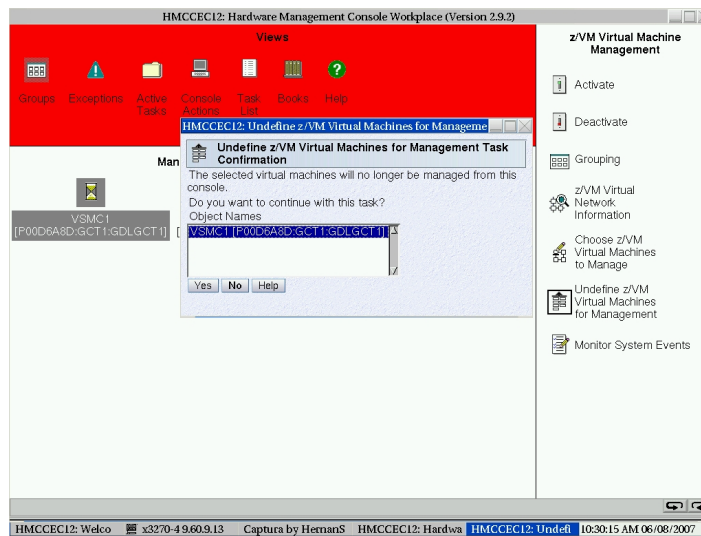 HMCCEC12: Hardware Management Console Workplace (Version 2.9.2)
Views
Groups
Exceptions
Active
Tasks
Console
Actions
Task
List
Books
Help
HMCCEC12: Undefine z/VM Virtual Machines for Manageme
Undefine z/VM Virtual Machines for Management Task
Confirmation
The selected virtual machines will no longer be managed from this
console.
Do you want to continue with this task?
Object Names
VSMC1 [P00D6A8D:GCT1:GDLGCT1]
Yes No Help
Man
VSMC1
[P00D6A8D:GCT1:GDLGCT1]
z/VM Virtual Machine
Management
Activate
Deactivate
Grouping
z/VM Virtual
Network
Information
Choose z/VM
Virtual Machines
to Manage
Undefine z/VM
Virtual Machines
for Management
Monitor System Events
HMCCEC12: Welco
x3270-4 9.60.9.13
Captura by HernanS
HMCCEC12: Hardwa
HMCCEC12: Undefi
10:30:15 AM 06/08/2007